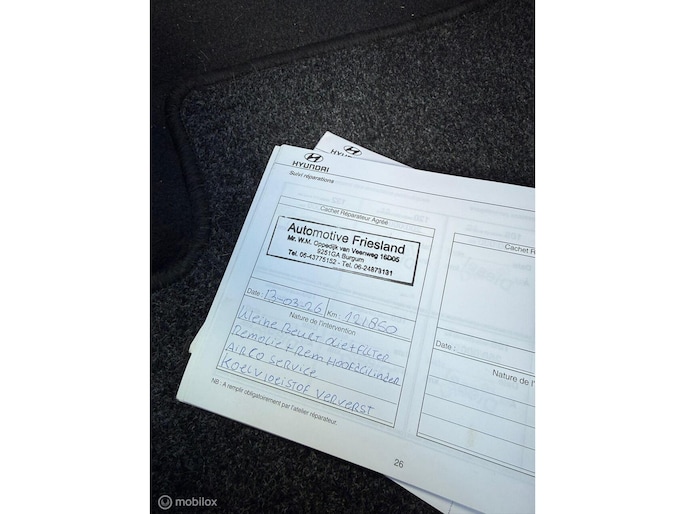 HYUNDAI
HYUNDAI
Suivi réparations
Cachet Réparateur Agréé
Cachet R
Automotive Friesland
Mr. W.M. Oppedijk van Veenweg 16D05
9251GA Burgum
Tel. 06-43775152 - Tel. 06-24873131
Date : 13-03-26 Km : 121850
Date :
Nature de l'intervention
Nature de l'i
Kleine Beurt olie + Filter
Remolie + Rem Hoofdcilinder
AIRCO SERVICE
Koelvloeistof ververst
NB : A remplir obligatoirement par l'atelier réparateur.
26
mobilox